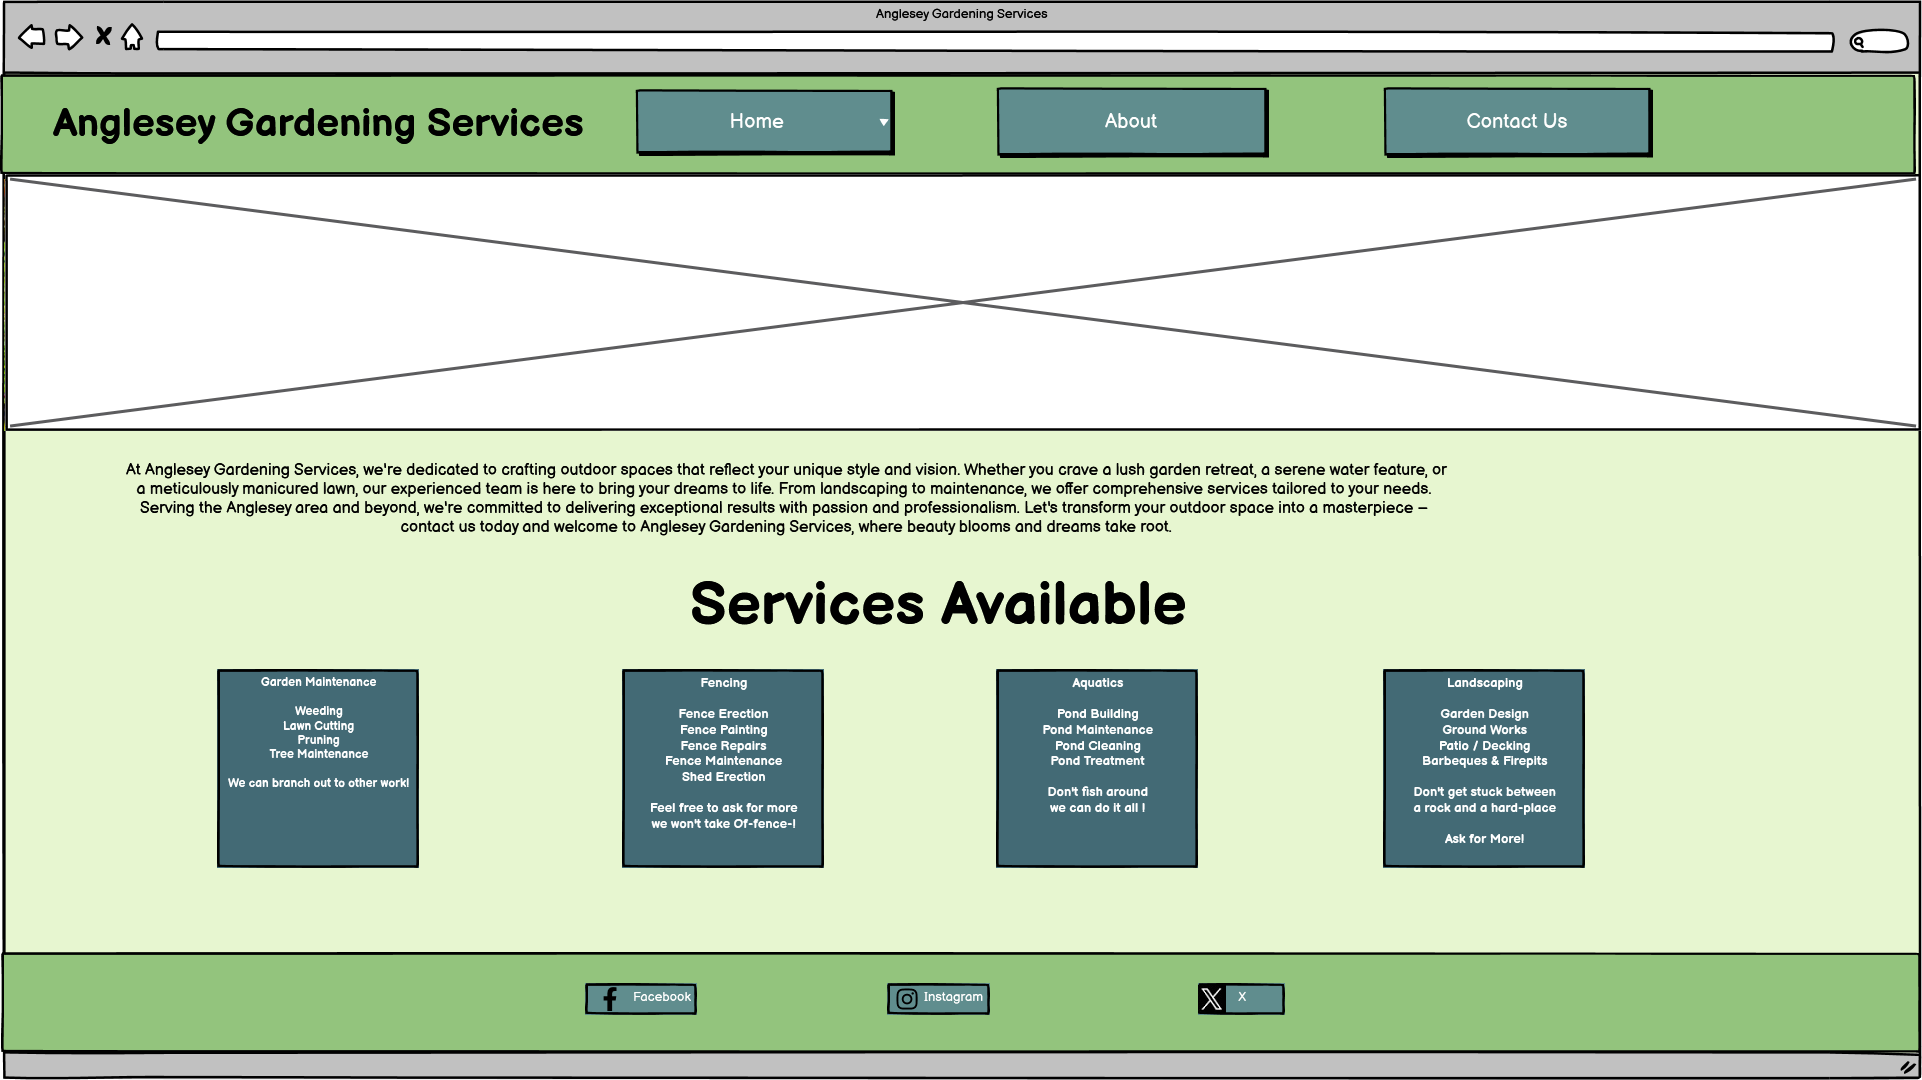 Anglesey Gardening Services
Anglesey Gardening Services
Home
About
Contact Us
At Anglesey Gardening Services, we're dedicated to crafting outdoor spaces that reflect your unique style and vision. Whether you crave a lush garden retreat, a serene water feature, or
a meticulously manicured lawn, our experienced team is here to bring your dreams to life. From landscaping to maintenance, we offer comprehensive services tailored to your needs.
Serving the Anglesey area and beyond, we're committed to delivering exceptional results with passion and professionalism. Let's transform your outdoor space into a masterpiece –
contact us today and welcome to Anglesey Gardening Services, where beauty blooms and dreams take root.
Services Available
Garden Maintenance
Weeding
Lawn Cutting
Pruning
Tree Maintenance
We can branch out to other work!
Fencing
Fence Erection
Fence Painting
Fence Repairs
Fence Maintenance
Shed Erection
Feel free to ask for more
we won't take Of-fence-!
Aquatics
Pond Building
Pond Maintenance
Pond Cleaning
Pond Treatment
Don't fish around
we can do it all !
Landscaping
Garden Design
Ground Works
Patio / Decking
Barbeques & Firepits
Don't get stuck between
a rock and a hard-place
Ask for More!
Facebook
Instagram
X